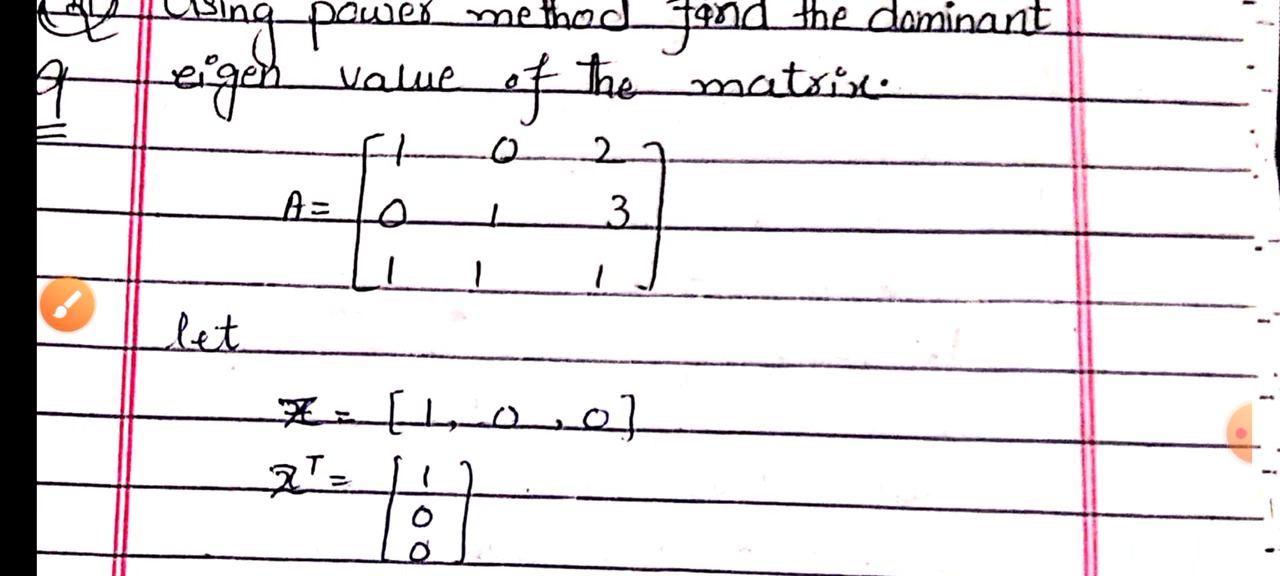 Using power method find the dominant
q eigen value of the matrix.
A = [1 0 2
0 1 3
1 1 1]
let
x = [1, 0, 0]
x^T = [1
0
0]